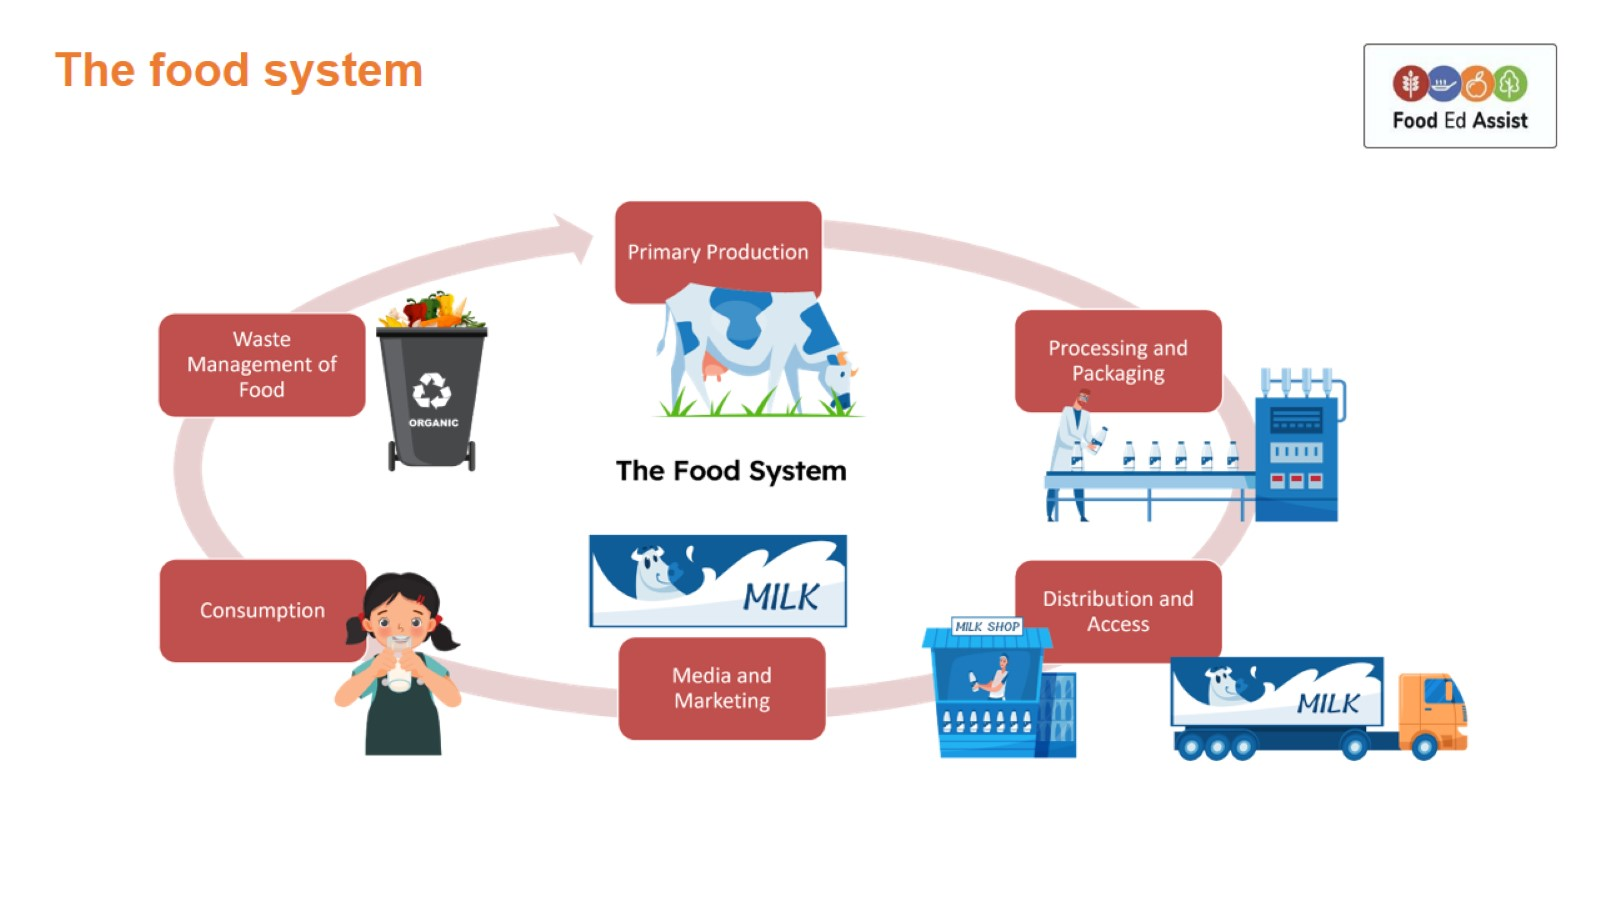 The food system
Food Ed Assist
Primary Production
Processing and
Packaging
Distribution and
Access
MILK SHOP
MILK
Media and
Marketing
MILK
Consumption
Waste
Management of
Food
ORGANIC
The Food System